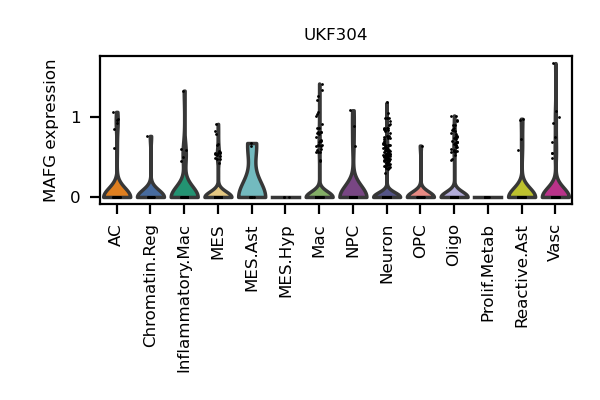 UKF304
MAFG expression
1
0
AC
Chromatin.Reg
Inflammatory.Mac
MES
MES.Ast
MES.Hyp
Mac
NPC
Neuron
OPC
Oligo
Prolif.Metab
Reactive.Ast
Vasc